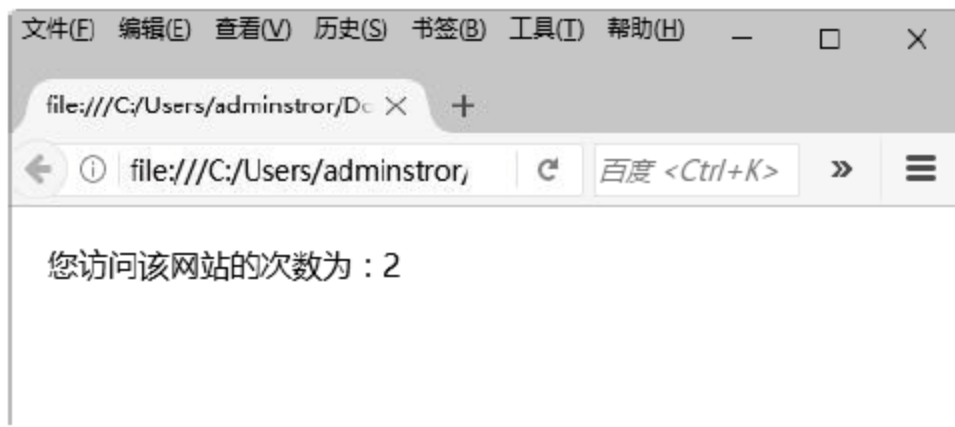 文件(F) 编辑(E) 查看(V) 历史(S) 书签(B) 工具(T) 帮助(H)
file:///C:/Users/adminstror/Do
file:///C:/Users/adminstror/ 百度 <Ctrl+K>
您访问该网站的次数为：2